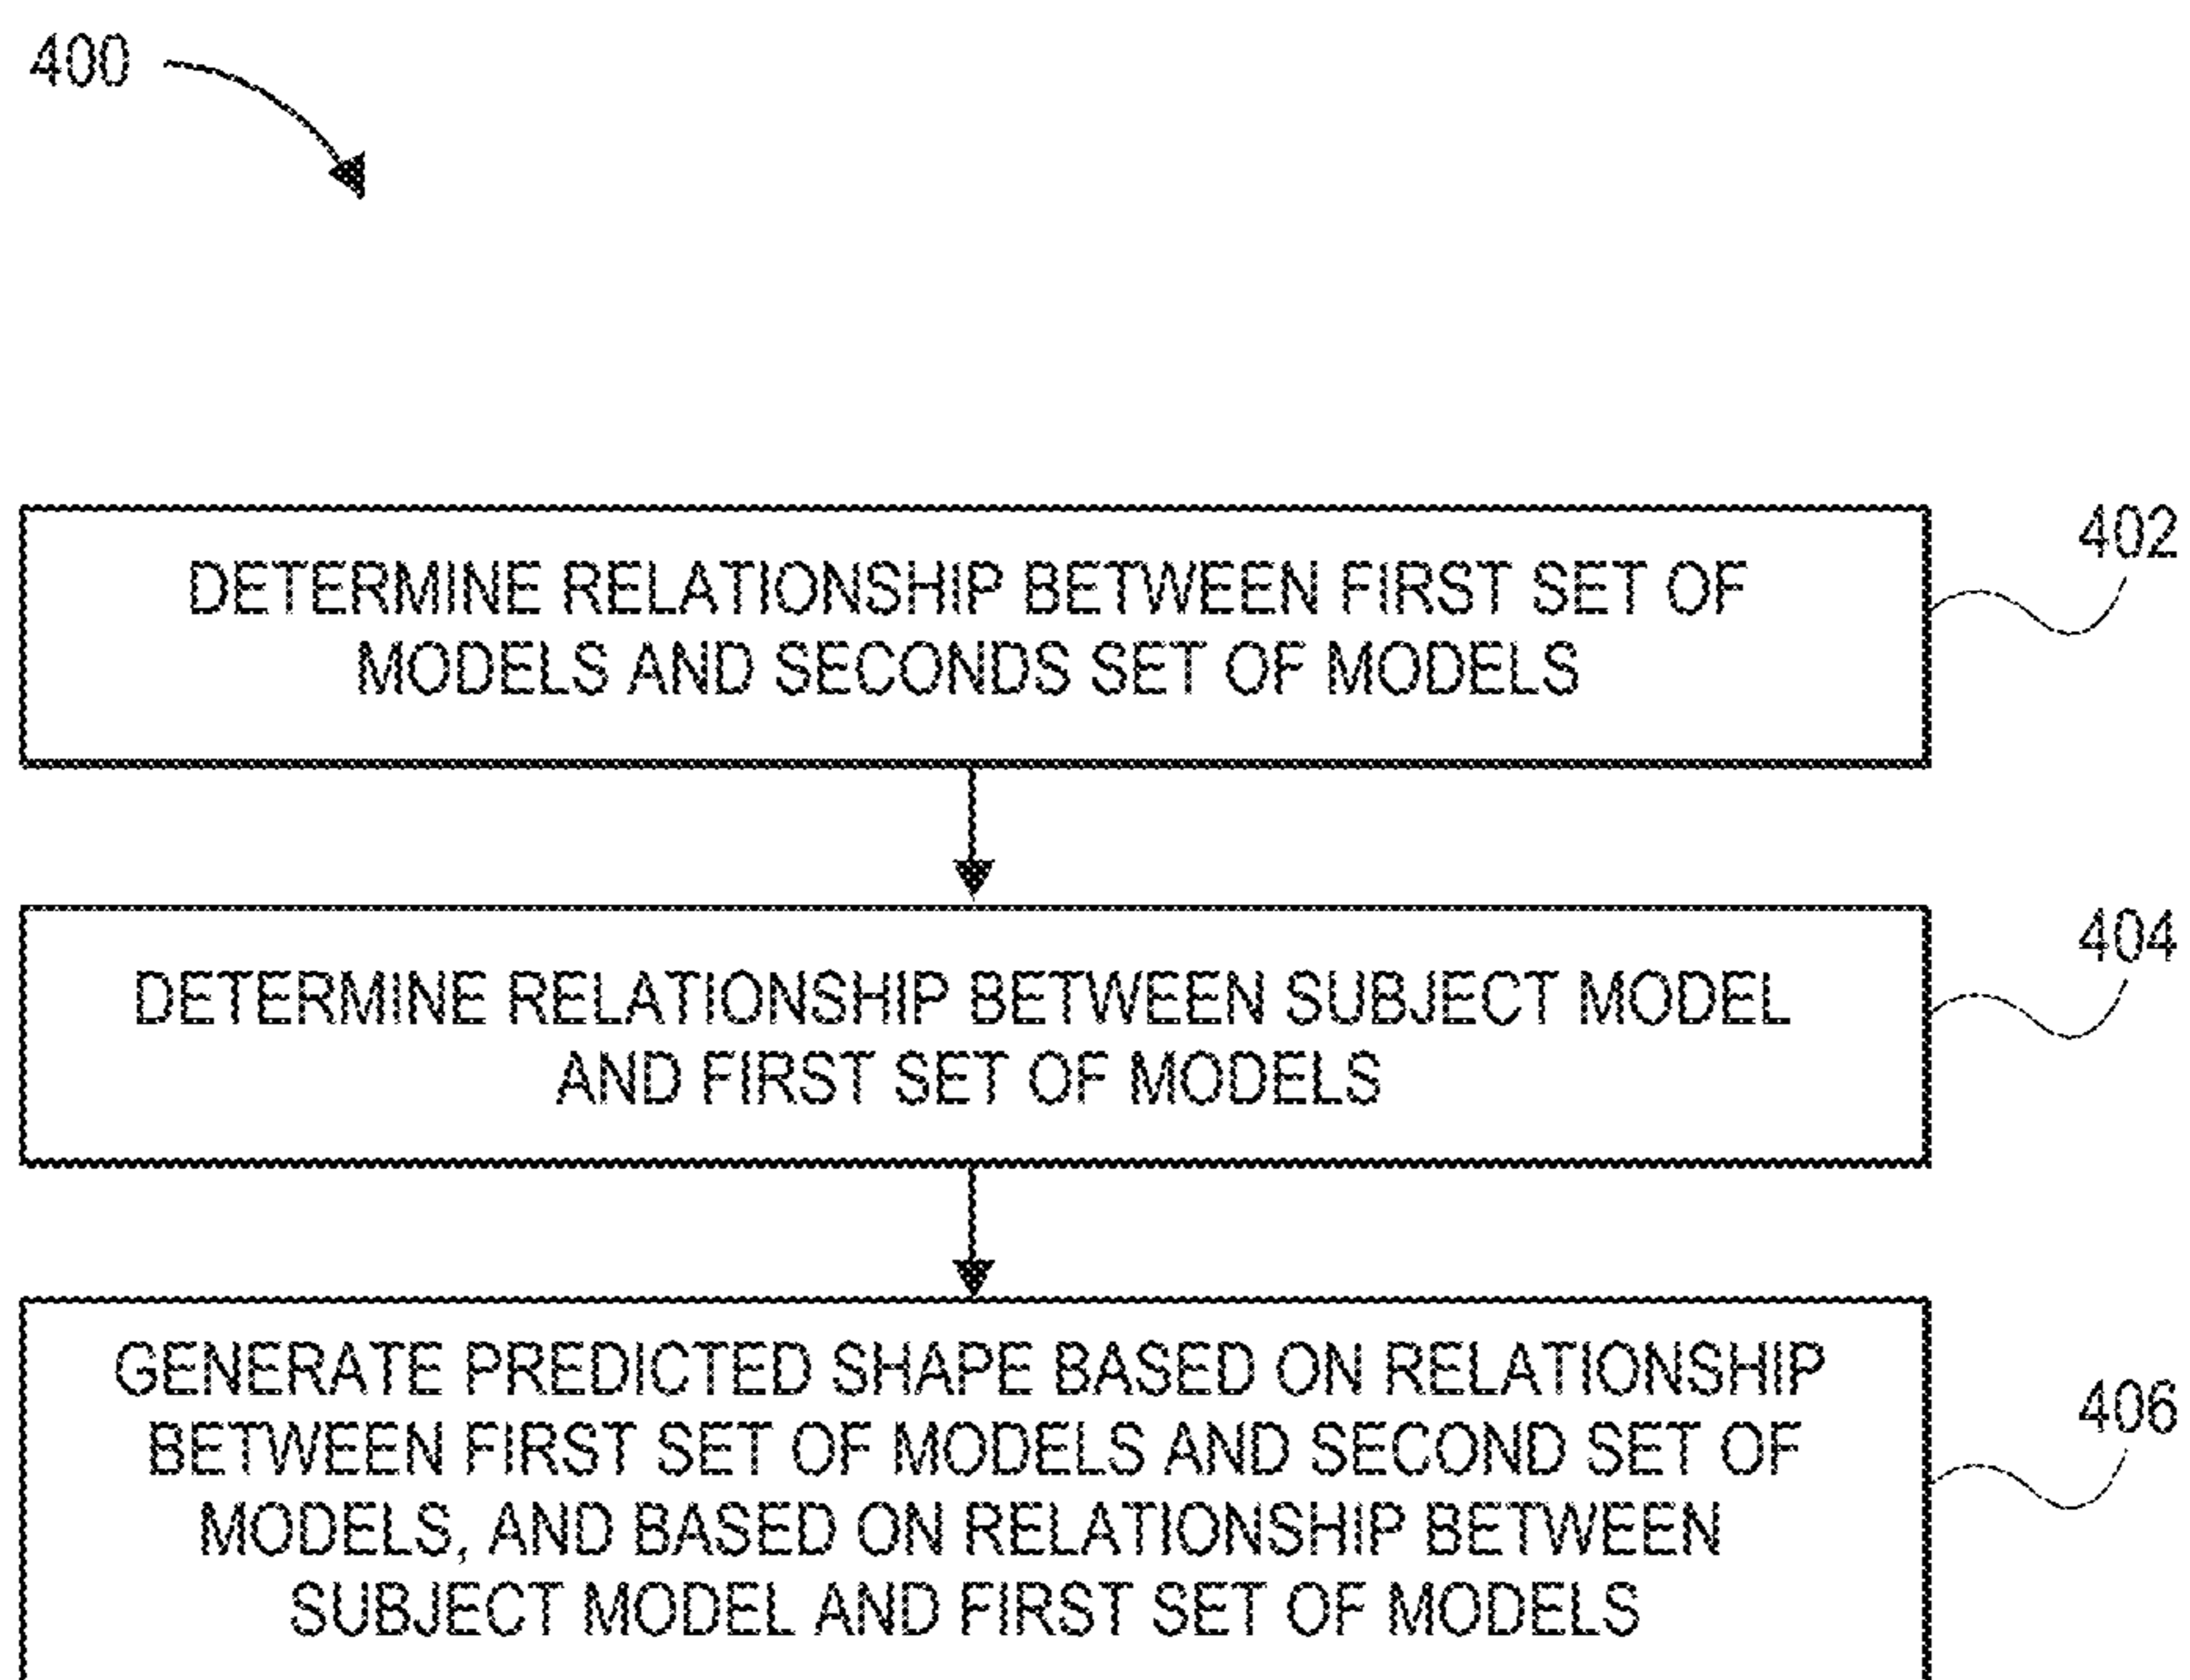 400
402
DETERMINE RELATIONSHIP BETWEEN FIRST SET OF
MODELS AND SECONDS SET OF MODELS
404
DETERMINE RELATIONSHIP BETWEEN SUBJECT MODEL
AND FIRST SET OF MODELS
406
GENERATE PREDICTED SHAPE BASED ON RELATIONSHIP
BETWEEN FIRST SET OF MODELS AND SECOND SET OF
MODELS, AND BASED ON RELATIONSHIP BETWEEN
SUBJECT MODEL AND FIRST SET OF MODELS